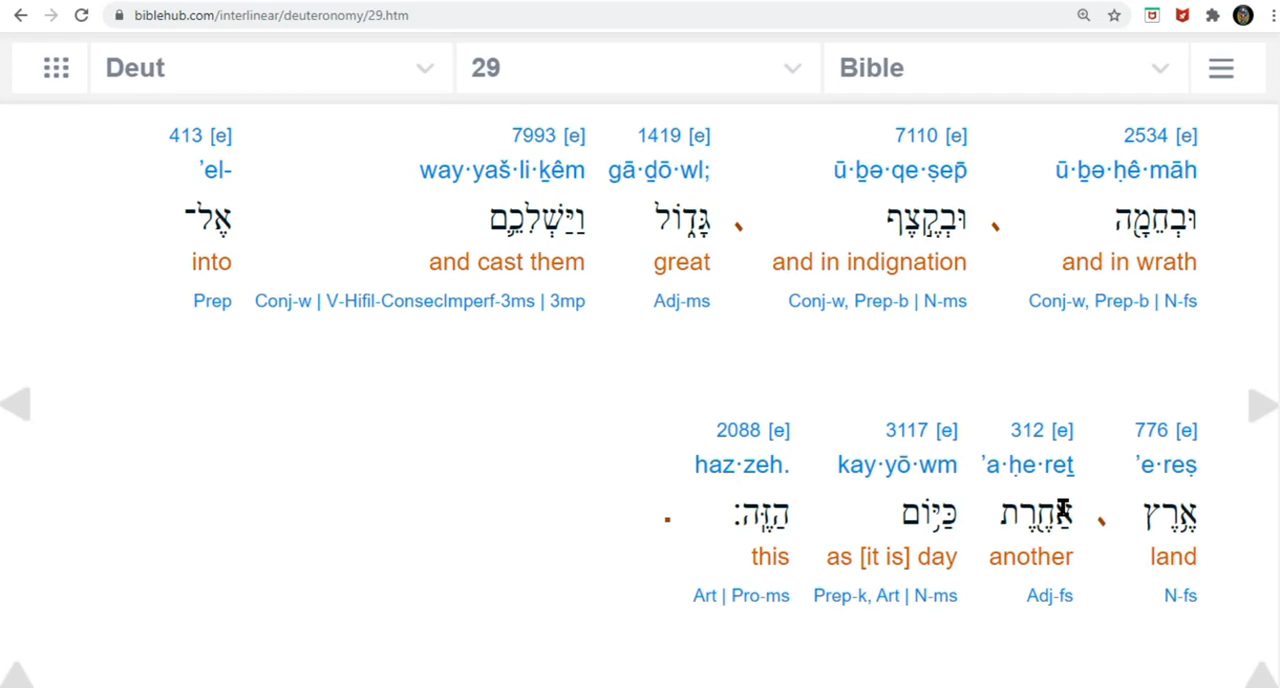 biblehub.com/interlinear/deuteronomy/29.htm
Deut 29 Bible
413 [e] 7993 [e] 1419 [e] 7110 [e] 2534 [e]
’el- way·yaš·li·ḵêm gā·ḏō·wl; ū·ḇə·qe·ṣep̄ ū·ḇə·ḥê·māh
וּבְחֵמָ֖ה וּבְקֶ֣צֶף גָּד֑וֹל וַיַּשְׁלִכֵ֛ם אֶל־
into and cast them great and in indignation and in wrath
Prep Conj-w | V-Hifil-ConsecImperf-3ms | 3mp Adj-ms Conj-w, Prep-b | N-ms Conj-w, Prep-b | N-fs
2088 [e] 3117 [e] 312 [e] 776 [e]
haz·zeh. kay·yō·wm ’a·ḥe·reṯ ’e·reṣ
אֶ֥רֶץ אַחֶ֖רֶת כַּיּ֥וֹם הַזֶּֽה׃
this as [it is] day another land
Art | Pro-ms Prep-k, Art | N-ms Adj-fs N-fs